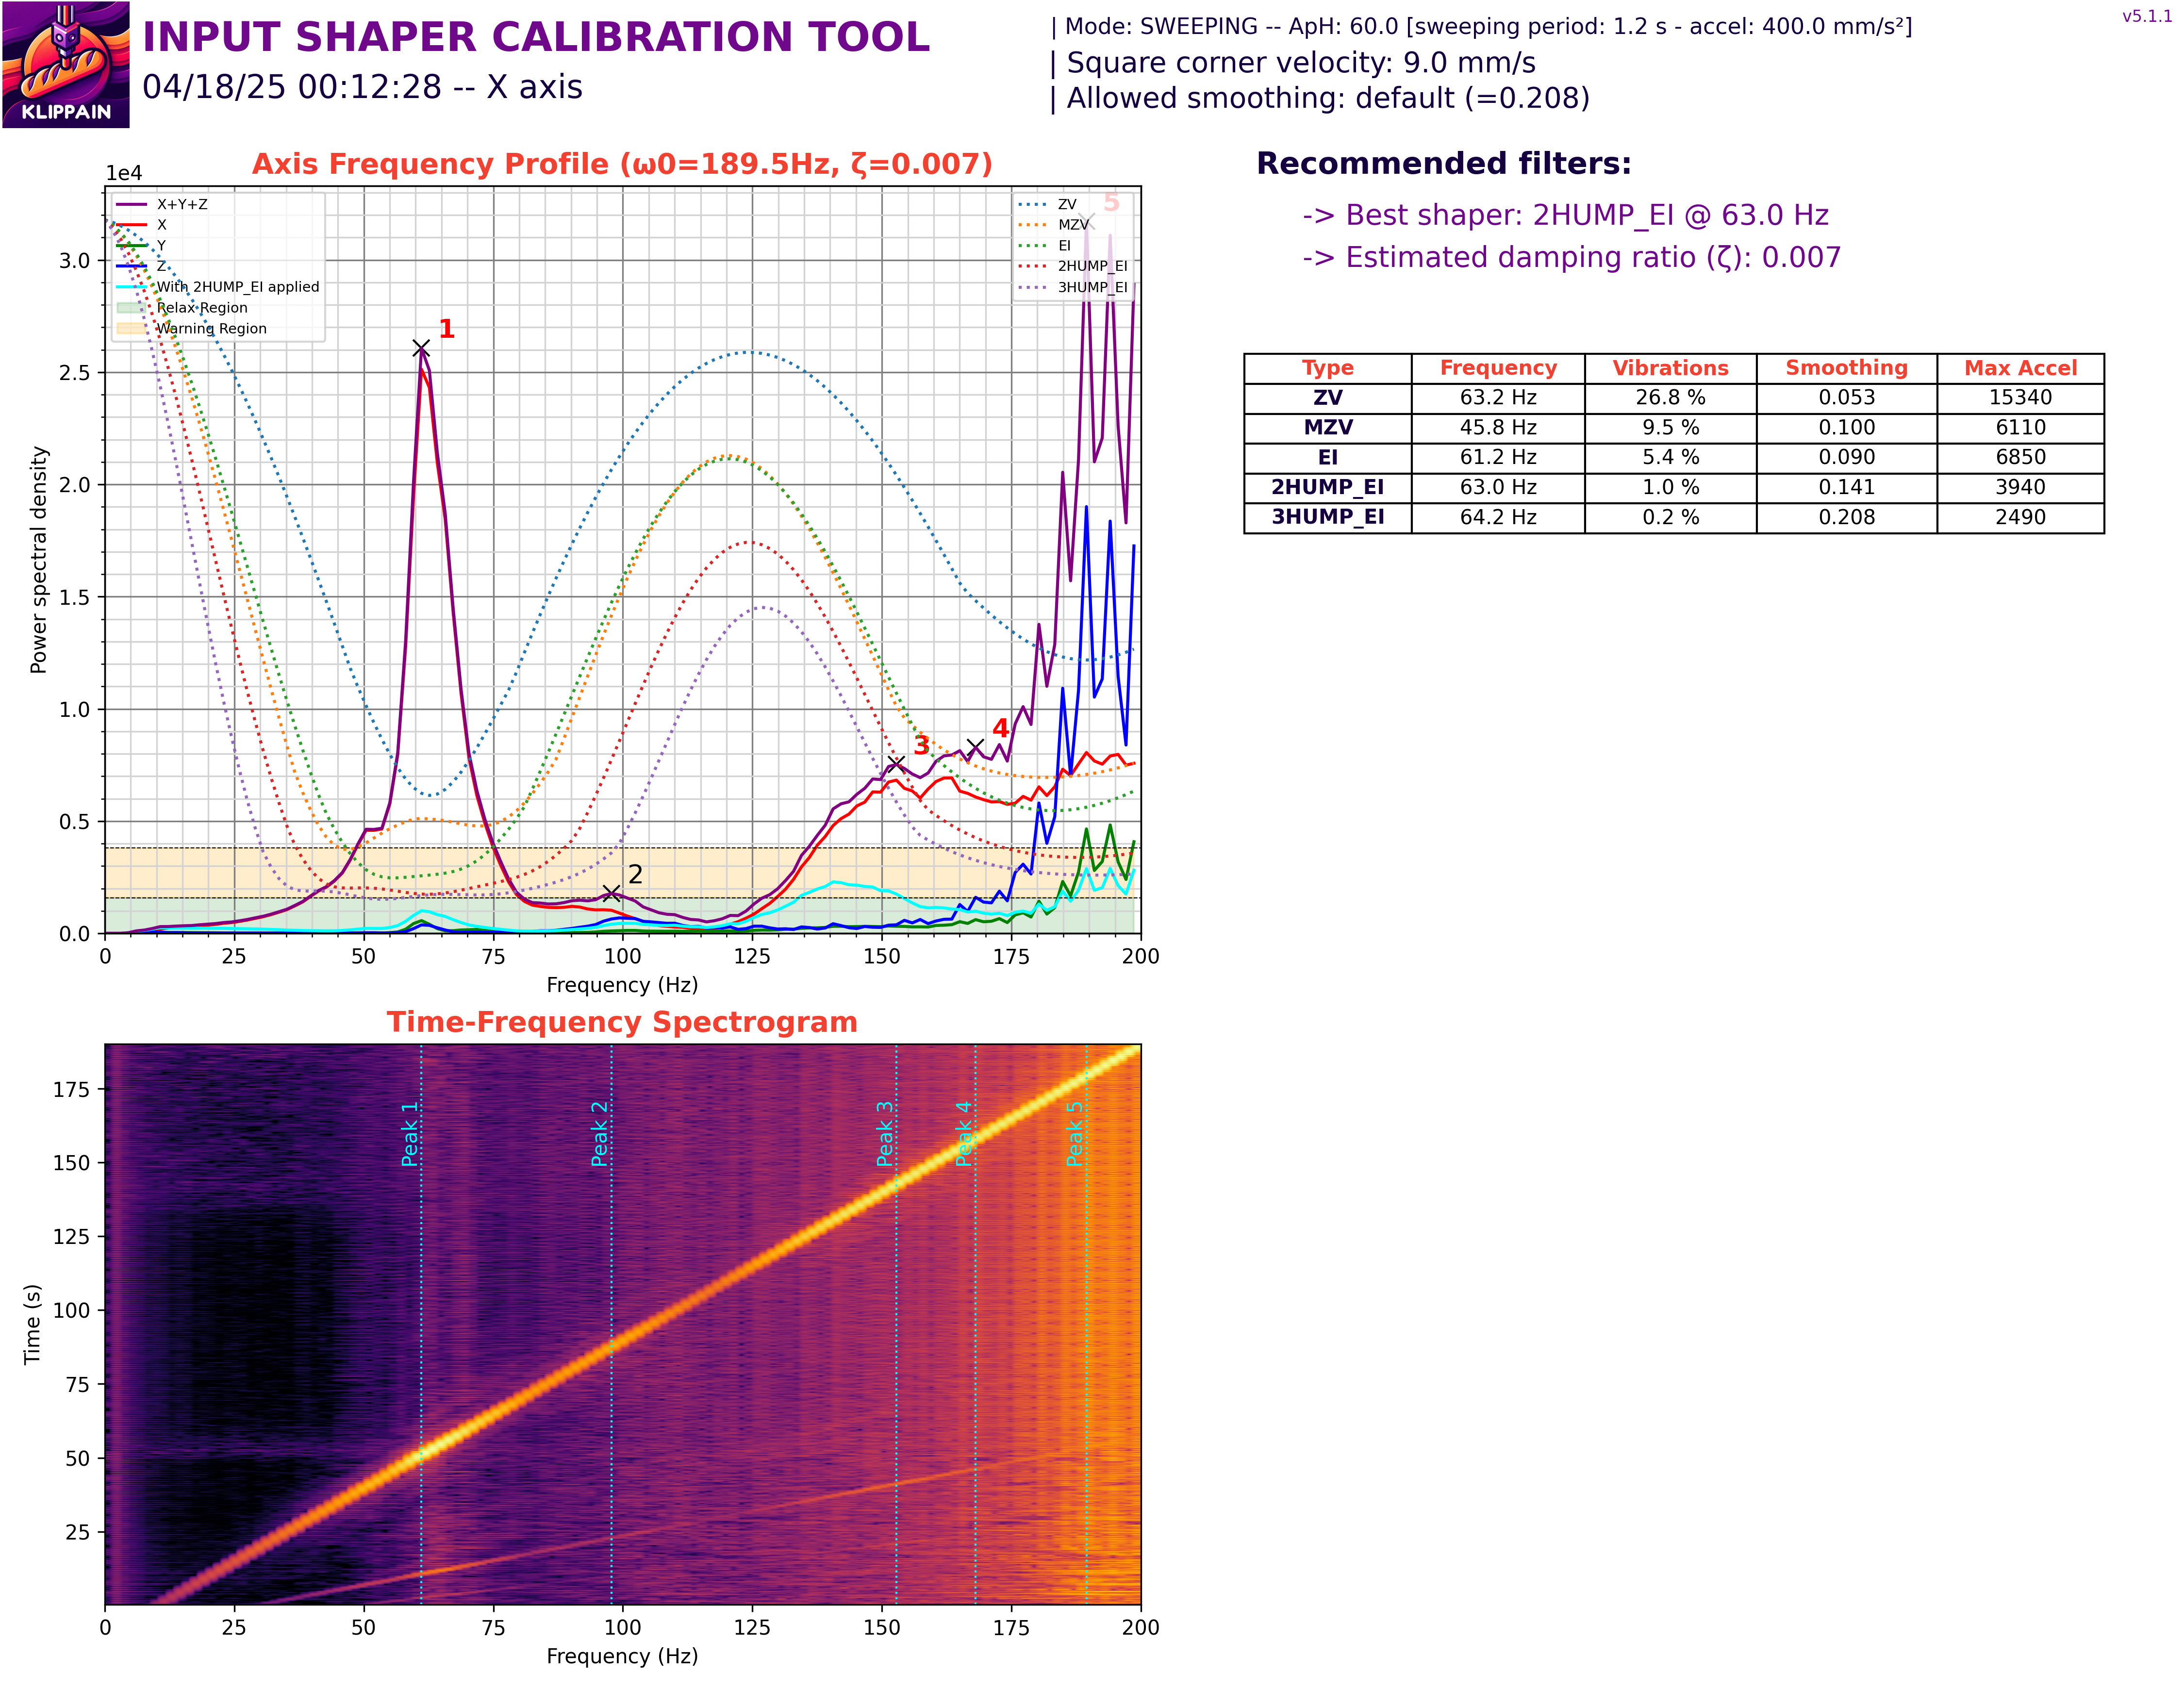 INPUT SHAPER CALIBRATION TOOL
04/18/25 00:12:28 -- X axis
KLIPPAIN
| Mode: SWEEPING -- ApH: 60.0 [sweeping period: 1.2 s - accel: 400.0 mm/s²]
| Square corner velocity: 9.0 mm/s
| Allowed smoothing: default (=0.208)
v5.1.1
Axis Frequency Profile (ω0=189.5Hz, ζ=0.007)
1e4
X+Y+Z
X
Y
Z
With 2HUMP_EI applied
Relax Region
Warning Region
ZV
MZV
EI
2HUMP_EI
3HUMP_EI
1
2
3
4
5
3.0
2.5
2.0
1.5
1.0
0.5
0.0
Power spectral density
0 25 50 75 100 125 150 175 200
Frequency (Hz)
Recommended filters:
-> Best shaper: 2HUMP_EI @ 63.0 Hz
-> Estimated damping ratio (ζ): 0.007
Type Frequency Vibrations Smoothing Max Accel
ZV 63.2 Hz 26.8 % 0.053 15340
MZV 45.8 Hz 9.5 % 0.100 6110
EI 61.2 Hz 5.4 % 0.090 6850
2HUMP_EI 63.0 Hz 1.0 % 0.141 3940
3HUMP_EI 64.2 Hz 0.2 % 0.208 2490
Time-Frequency Spectrogram
Peak 1
Peak 2
Peak 3
Peak 4
Peak 5
175
150
125
100
75
50
25
Time (s)
0 25 50 75 100 125 150 175 200
Frequency (Hz)